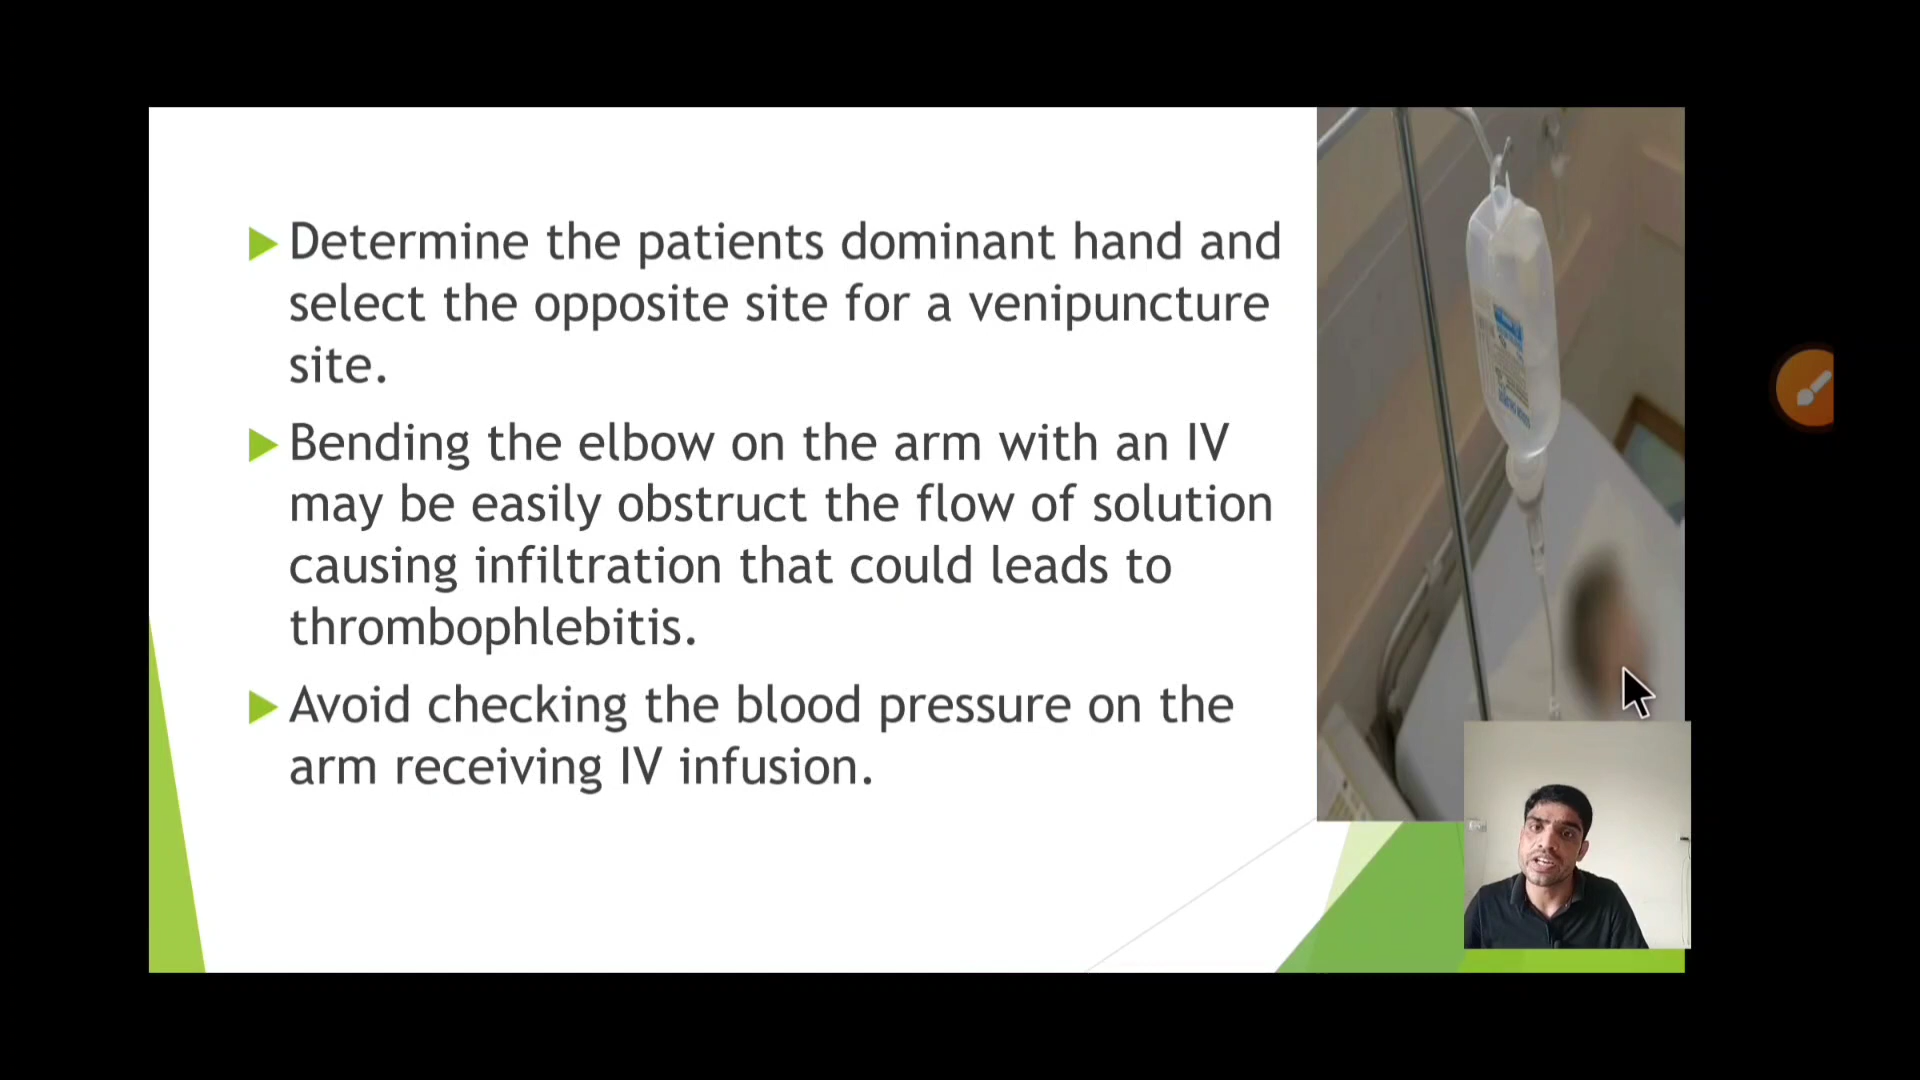 Determine the patients dominant hand and
select the opposite site for a venipuncture
site.
Bending the elbow on the arm with an IV
may be easily obstruct the flow of solution
causing infiltration that could leads to
thrombophlebitis.
Avoid checking the blood pressure on the
arm receiving IV infusion.